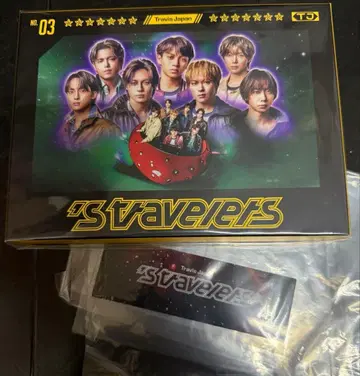 NO. 03
Travis Japan
TJ
's travelers
Travis Japan
's travelers